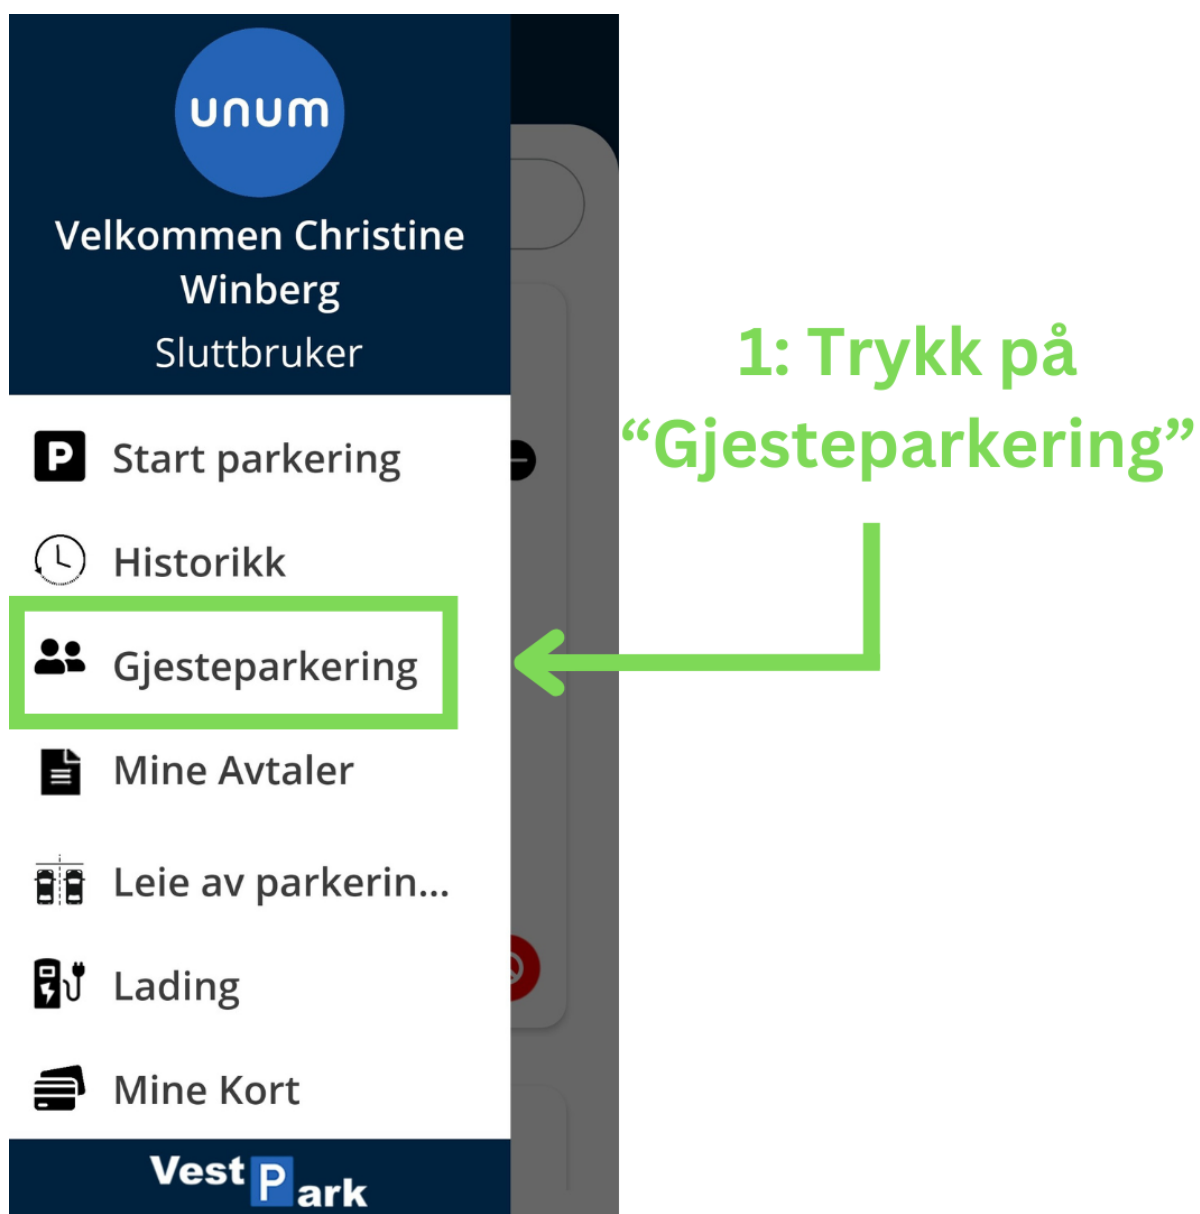 unum
Velkommen Christine
Winberg
Sluttbruker
Start parkering
Historikk
Gjesteparkering
Mine Avtaler
Leie av parkerin...
Lading
Mine Kort
Vest Park
1: Trykk på
“Gjesteparkering”